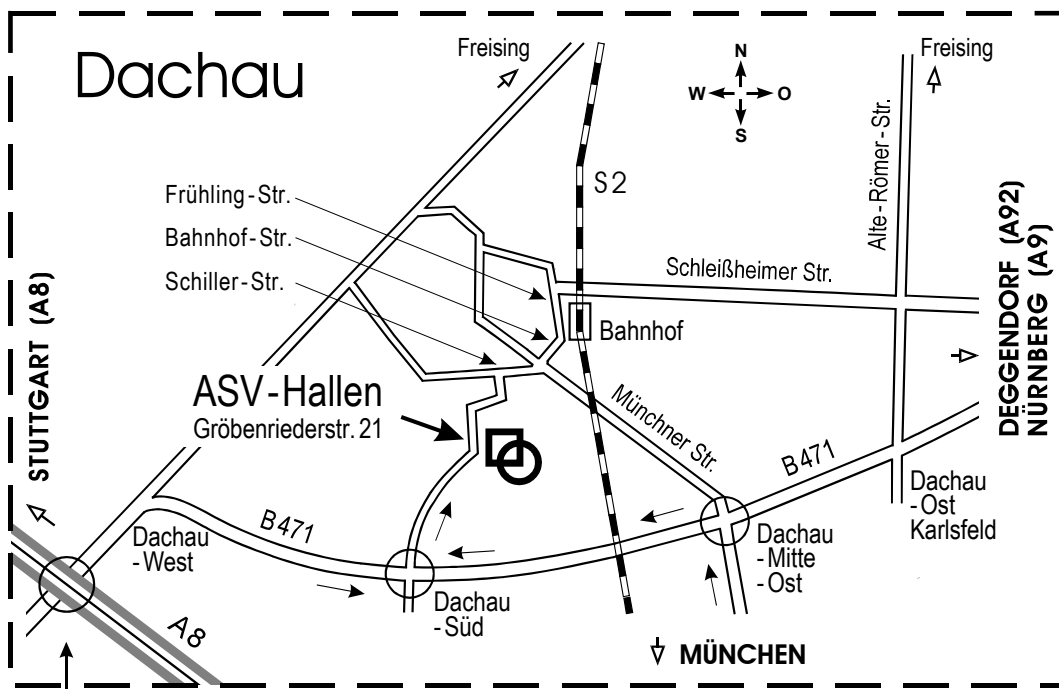 Dachau
Freising
N
W
O
S
Freising
S2
Alte-Römer-Str.
Frühling-Str.
Bahnhof-Str.
Schiller-Str.
Schleißheimer Str.
Bahnhof
STUTTGART (A8)
DEGGENDORF (A92)
NÜRNBERG (A9)
ASV-Hallen
Gröbenriederstr. 21
Münchner Str.
B471
B471
Dachau
-West
Dachau
-Süd
Dachau
-Mitte
-Ost
Dachau
-Ost
Karlsfeld
A8
MÜNCHEN